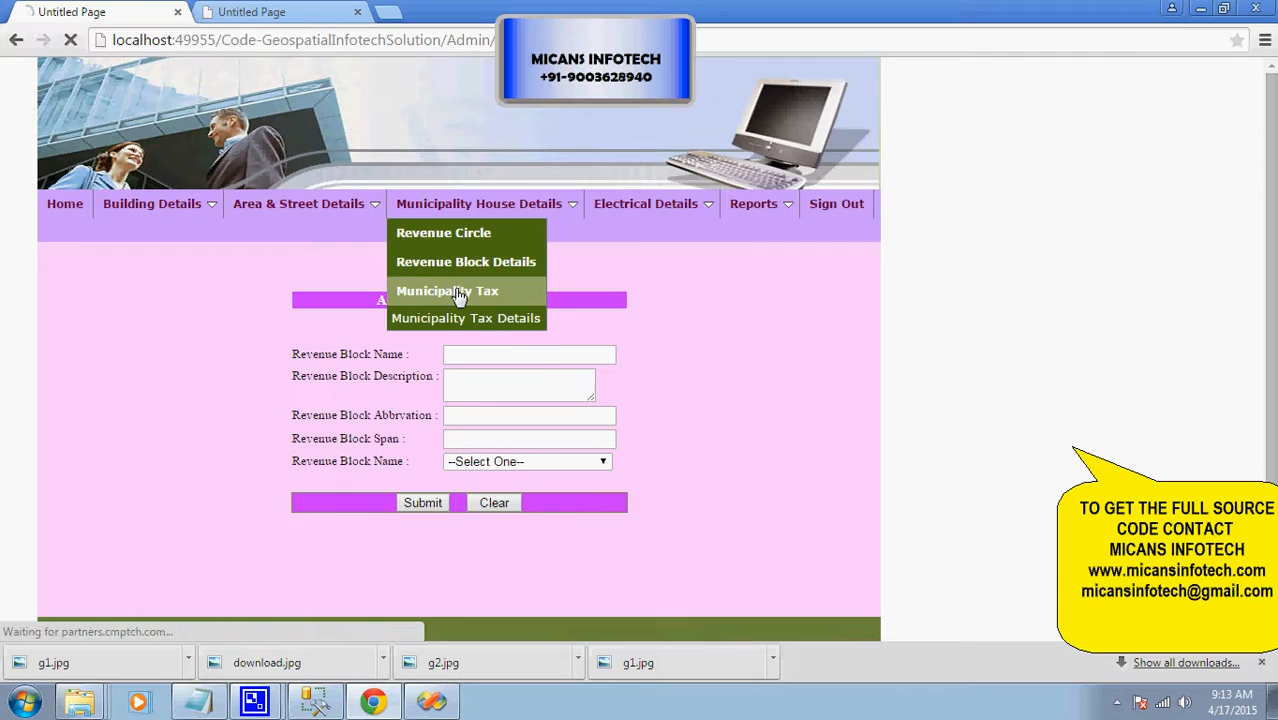 Untitled Page
Untitled Page
localhost:49955/Code-GeospatialInfotechSolution/Admin/
MICANS INFOTECH
+91-9003628940
Home
Building Details
Area & Street Details
Municipality House Details
Electrical Details
Reports
Sign Out
Revenue Circle
Revenue Block Details
Municipality Tax
A
Municipality Tax Details
Revenue Block Name :
Revenue Block Description :
Revenue Block Abbrvation :
Revenue Block Span :
Revenue Block Name :
--Select One--
Submit
Clear
TO GET THE FULL SOURCE
CODE CONTACT
MICANS INFOTECH
www.micansinfotech.com
micansinfotech@gmail.com
Waiting for partners.cmptch.com...
g1.jpg
download.jpg
g2.jpg
g1.jpg
Show all downloads...
9:13 AM
4/17/2015